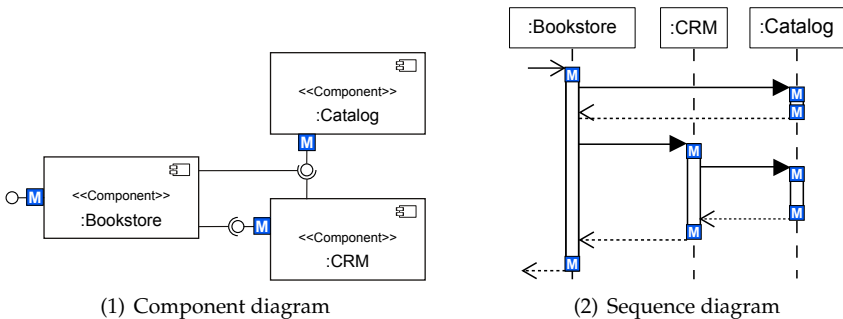 <<Component>>
:Catalog
M
M
<<Component>>
:Bookstore
M
<<Component>>
:CRM
(1) Component diagram
:Bookstore
:CRM
:Catalog
M
M
M
M
M
M
M
M
(2) Sequence diagram